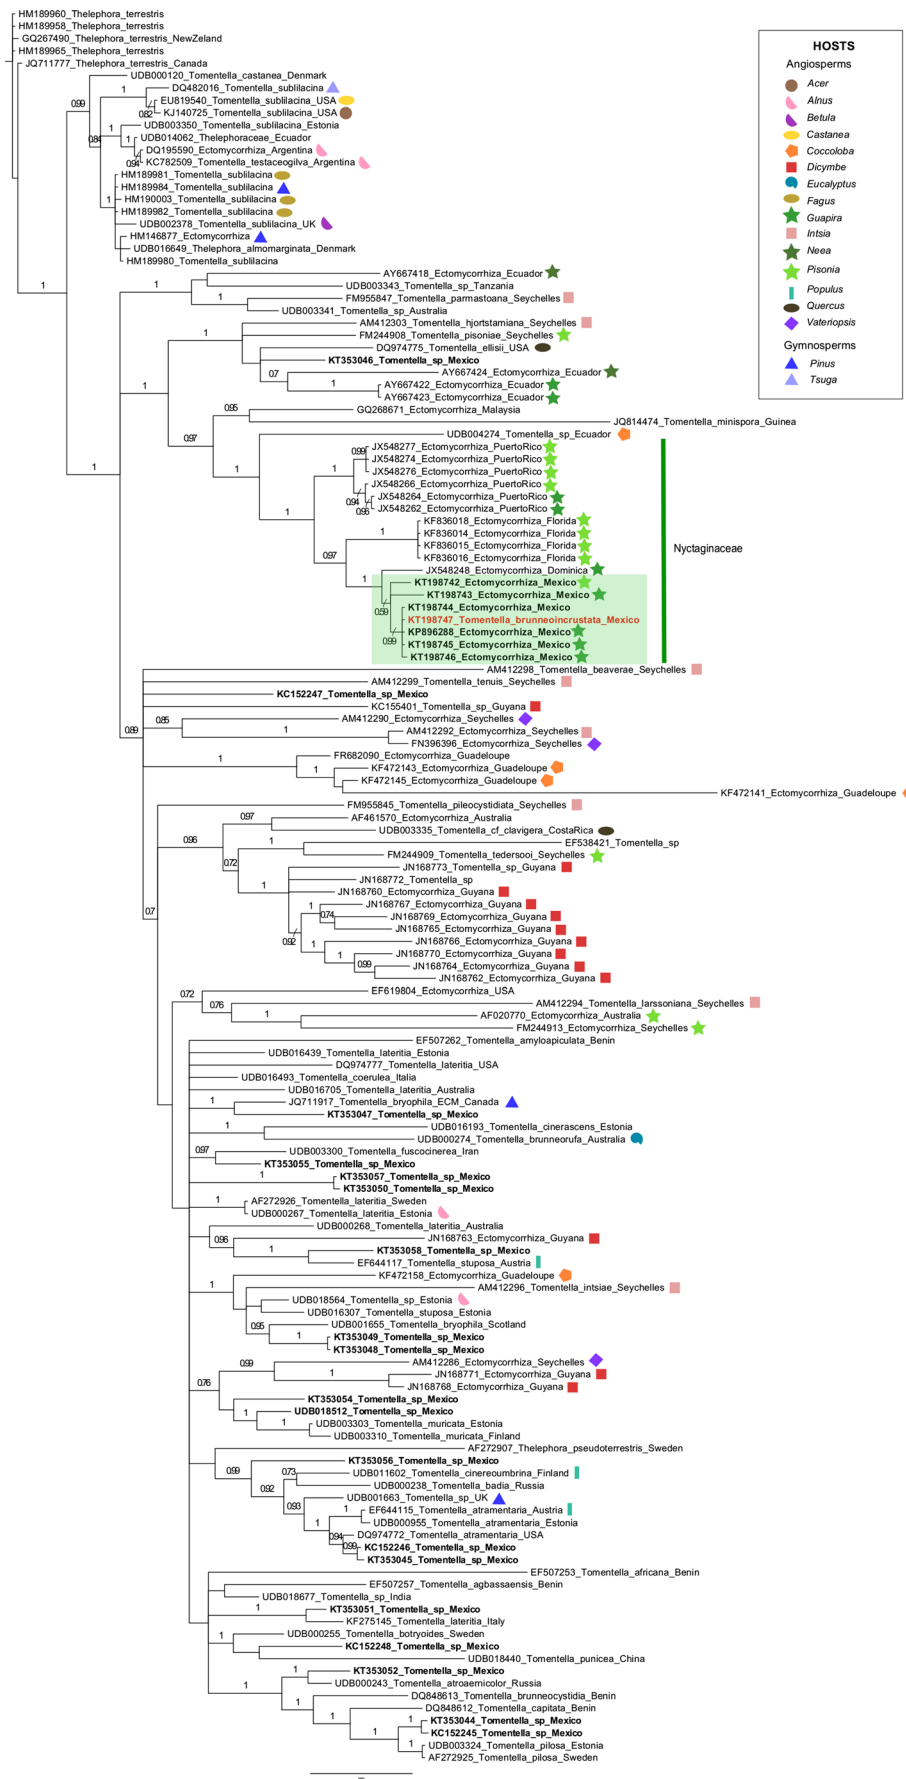 HM189960_Thelephora_terrestris
HM189958_Thelephora_terrestris
GQ267490_Thelephora_terrestris_NewZeland
HM189965_Thelephora_terrestris
JQ711777_Thelephora_terrestris_Canada
UDB000120_Tomentella_castanea_Denmark
DQ482016_Tomentella_sublilacina
EU819540_Tomentella_sublilacina_USA
KJ140725_Tomentella_sublilacina_USA
UDB003350_Tomentella_sublilacina_Estonia
UDB014062_Thelephoraceae_Ecuador
DQ195590_Ectomycorrhiza_Argentina
KC782509_Tomentella_testaceogilva_Argentina
HM189981_Tomentella_sublilacina
HM189984_Tomentella_sublilacina
HM190003_Tomentella_sublilacina
HM189982_Tomentella_sublilacina
UDB002378_Tomentella_sublilacina_UK
HM146877_Ectomycorrhiza
UDB016649_Thelephora_almomarginata_Denmark
HM189980_Tomentella_sublilacina
AY667418_Ectomycorrhiza_Ecuador
UDB003343_Tomentella_sp_Tanzania
FM955847_Tomentella_parmastoana_Seychelles
UDB003341_Tomentella_sp_Australia
AM412303_Tomentella_hjortstamiana_Seychelles
FM244908_Tomentella_pisoniae_Seychelles
DQ974775_Tomentella_ellisii_USA
KT353046_Tomentella_sp_Mexico
AY667424_Ectomycorrhiza_Ecuador
AY667422_Ectomycorrhiza_Ecuador
AY667423_Ectomycorrhiza_Ecuador
GQ268671_Ectomycorrhiza_Malaysia
JQ814474_Tomentella_minispora_Guinea
UDB004274_Tomentella_sp_Ecuador
JX548277_Ectomycorrhiza_PuertoRico
JX548274_Ectomycorrhiza_PuertoRico
JX548276_Ectomycorrhiza_PuertoRico
JX548266_Ectomycorrhiza_PuertoRico
JX548264_Ectomycorrhiza_PuertoRico
JX548262_Ectomycorrhiza_PuertoRico
KF836018_Ectomycorrhiza_Florida
KF836014_Ectomycorrhiza_Florida
KF836015_Ectomycorrhiza_Florida
KF836016_Ectomycorrhiza_Florida
JX548248_Ectomycorrhiza_Dominica
KT198742_Ectomycorrhiza_Mexico
KT198743_Ectomycorrhiza_Mexico
KT198744_Ectomycorrhiza_Mexico
KT198747_Tomentella_brunneoincrustata_Mexico
KP896288_Ectomycorrhiza_Mexico
KT198745_Ectomycorrhiza_Mexico
KT198746_Ectomycorrhiza_Mexico
Nyctaginaceae
AM412298_Tomentella_beaverae_Seychelles
AM412299_Tomentella_tenuis_Seychelles
KC152247_Tomentella_sp_Mexico
KC155401_Tomentella_sp_Guyana
AM412290_Ectomycorrhiza_Seychelles
AM412292_Ectomycorrhiza_Seychelles
FN396396_Ectomycorrhiza_Seychelles
FR682090_Ectomycorrhiza_Guadeloupe
KF472143_Ectomycorrhiza_Guadeloupe
KF472145_Ectomycorrhiza_Guadeloupe
KF472141_Ectomycorrhiza_Guadeloupe
FM955845_Tomentella_pileocystidiata_Seychelles
AF461570_Ectomycorrhiza_Australia
UDB003335_Tomentella_cf_clavigera_CostaRica
EF538421_Tomentella_sp
FM244909_Tomentella_tedersooi_Seychelles
JN168773_Tomentella_sp_Guyana
JN168772_Tomentella_sp
JN168760_Ectomycorrhiza_Guyana
JN168767_Ectomycorrhiza_Guyana
JN168769_Ectomycorrhiza_Guyana
JN168765_Ectomycorrhiza_Guyana
JN168766_Ectomycorrhiza_Guyana
JN168770_Ectomycorrhiza_Guyana
JN168764_Ectomycorrhiza_Guyana
JN168762_Ectomycorrhiza_Guyana
EF619804_Ectomycorrhiza_USA
AM412294_Tomentella_larssoniana_Seychelles
AF020770_Ectomycorrhiza_Australia
FM244913_Ectomycorrhiza_Seychelles
EF507262_Tomentella_amyloapiculata_Benin
UDB016439_Tomentella_lateritia_Estonia
DQ974777_Tomentella_lateritia_USA
UDB016493_Tomentella_coerulea_Italia
UDB016705_Tomentella_lateritia_Australia
JQ711917_Tomentella_bryophila_ECM_Canada
KT353047_Tomentella_sp_Mexico
UDB016193_Tomentella_cinerascens_Estonia
UDB000274_Tomentella_brunneorufa_Australia
UDB003300_Tomentella_fuscocinerea_Iran
KT353055_Tomentella_sp_Mexico
KT353057_Tomentella_sp_Mexico
KT353050_Tomentella_sp_Mexico
AF272926_Tomentella_lateritia_Sweden
UDB000267_Tomentella_lateritia_Estonia
UDB000268_Tomentella_lateritia_Australia
JN168763_Ectomycorrhiza_Guyana
KT353058_Tomentella_sp_Mexico
EF644117_Tomentella_stuposa_Austria
KF472158_Ectomycorrhiza_Guadeloupe
AM412296_Tomentella_intsiae_Seychelles
UDB018564_Tomentella_sp_Estonia
UDB016307_Tomentella_stuposa_Estonia
UDB001655_Tomentella_bryophila_Scotland
KT353049_Tomentella_sp_Mexico
KT353048_Tomentella_sp_Mexico
AM412286_Ectomycorrhiza_Seychelles
JN168771_Ectomycorrhiza_Guyana
JN168768_Ectomycorrhiza_Guyana
KT353054_Tomentella_sp_Mexico
UDB018512_Tomentella_sp_Mexico
UDB003303_Tomentella_muricata_Estonia
UDB003310_Tomentella_muricata_Finland
AF272907_Thelephora_pseudoterrestris_Sweden
KT353056_Tomentella_sp_Mexico
UDB011602_Tomentella_cinereoumbrina_Finland
UDB000238_Tomentella_badia_Russia
UDB001663_Tomentella_sp_UK
EF644115_Tomentella_atramentaria_Austria
UDB000955_Tomentella_atramentaria_Estonia
DQ974772_Tomentella_atramentaria_USA
KC152246_Tomentella_sp_Mexico
KT353045_Tomentella_sp_Mexico
EF507253_Tomentella_africana_Benin
EF507257_Tomentella_agbassaensis_Benin
UDB018677_Tomentella_sp_India
KT353051_Tomentella_sp_Mexico
KF275145_Tomentella_lateritia_Italy
UDB000255_Tomentella_botryoides_Sweden
KC152248_Tomentella_sp_Mexico
UDB018440_Tomentella_punicea_China
KT353052_Tomentella_sp_Mexico
UDB000243_Tomentella_atroarenicolor_Russia
DQ848613_Tomentella_brunneocystidia_Benin
DQ848612_Tomentella_capitata_Benin
KT353044_Tomentella_sp_Mexico
KC152245_Tomentella_sp_Mexico
UDB003324_Tomentella_pilosa_Estonia
AF272925_Tomentella_pilosa_Sweden
HOSTS
Angiosperms
Acer
Alnus
Betula
Castanea
Coccoloba
Dicymbe
Eucalyptus
Fagus
Guapira
Intsia
Neea
Pisonia
Populus
Quercus
Vateriopsis
Gymnosperms
Pinus
Tsuga